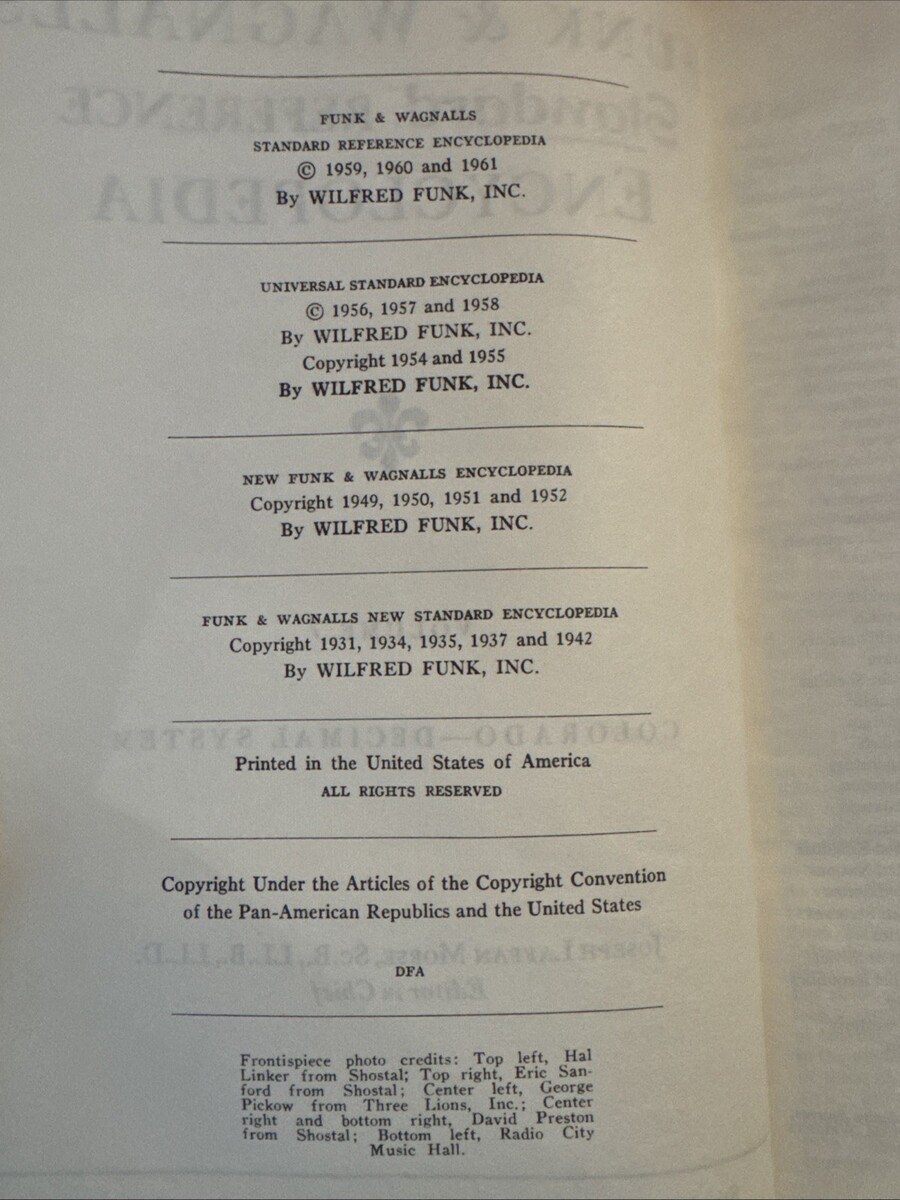 FUNK & WAGNALLS
STANDARD REFERENCE ENCYCLOPEDIA
© 1959, 1960 and 1961
By WILFRED FUNK, INC.
UNIVERSAL STANDARD ENCYCLOPEDIA
© 1956, 1957 and 1958
By WILFRED FUNK, INC.
Copyright 1954 and 1955
By WILFRED FUNK, INC.
NEW FUNK & WAGNALLS ENCYCLOPEDIA
Copyright 1949, 1950, 1951 and 1952
By WILFRED FUNK, INC.
FUNK & WAGNALLS NEW STANDARD ENCYCLOPEDIA
Copyright 1931, 1934, 1935, 1937 and 1942
By WILFRED FUNK, INC.
Printed in the United States of America
ALL RIGHTS RESERVED
Copyright Under the Articles of the Copyright Convention
of the Pan-American Republics and the United States
DFA
Frontispiece photo credits: Top left, Hal
Linker from Shostal; Top right, Eric San-
ford from Shostal; Center left, George
Pickow from Three Lions, Inc.; Center
right and bottom right, David Preston
from Shostal; Bottom left, Radio City
Music Hall.